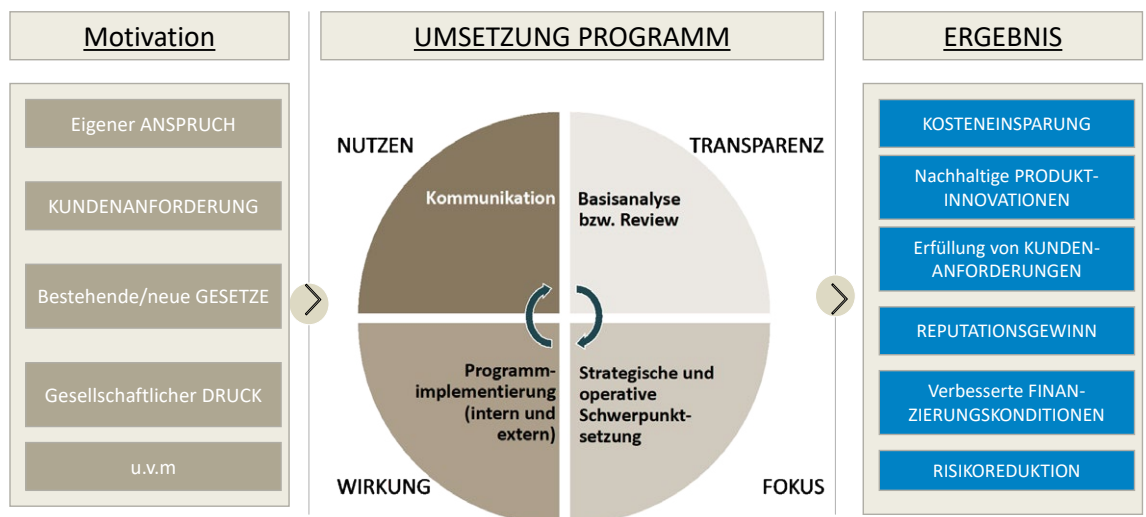 Motivation
UMSETZUNG PROGRAMM
ERGEBNIS
Eigener ANSPRUCH
KUNDENANFORDERUNG
Bestehende/neue GESETZE
Gesellschaftlicher DRUCK
u.v.m
NUTZEN
TRANSPARENZ
Kommunikation
Basisanalyse
bzw. Review
Programm-
implementierung
(intern und
extern)
Strategische und
operative
Schwerpunkt-
setzung
WIRKUNG
FOKUS
KOSTENEINSPARUNG
Nachhaltige PRODUKT-
INNOVATIONEN
Erfüllung von KUNDEN-
ANFORDERUNGEN
REPUTATIONSGEWINN
Verbesserte FINAN-
ZIERUNGSKONDITIONEN
RISIKOREDUKTION